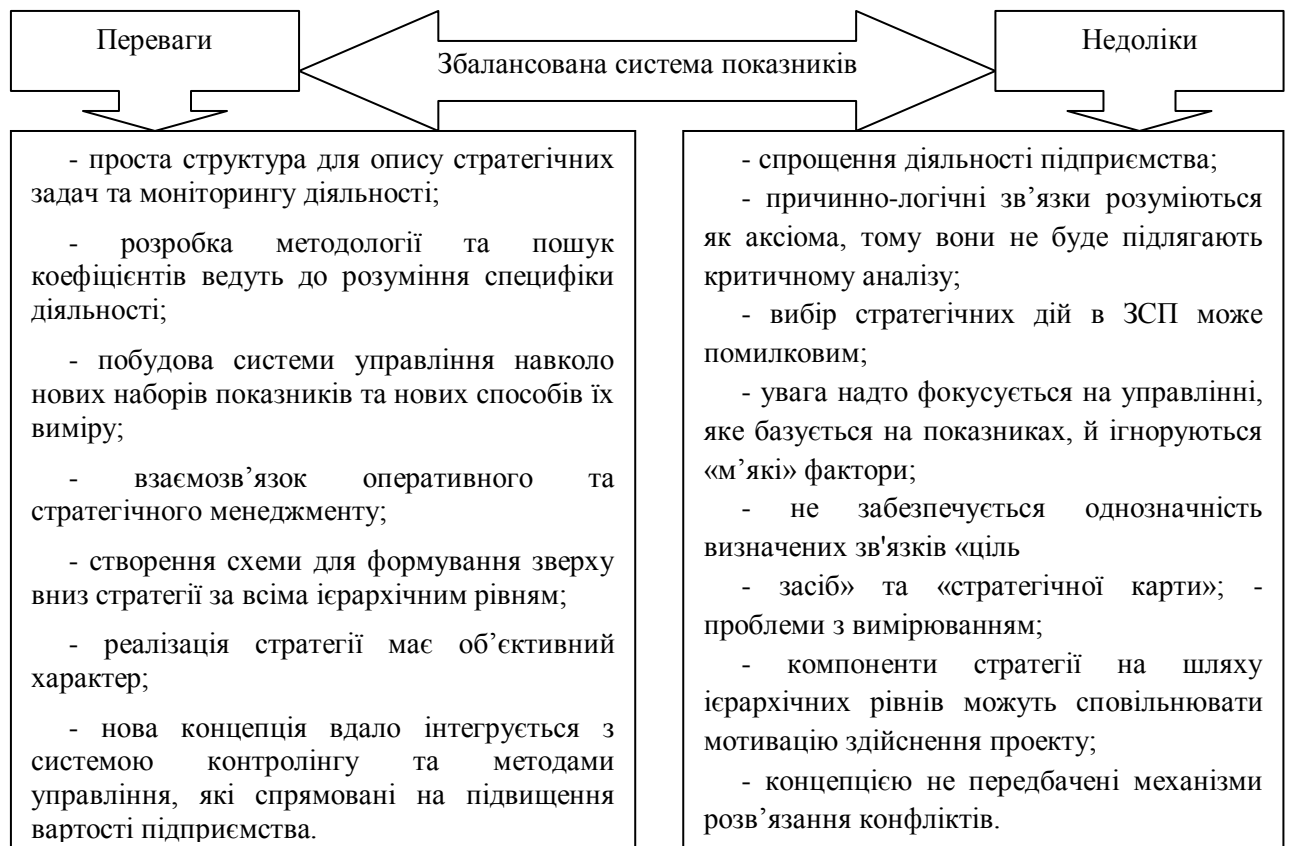 Переваги
Збалансована система показників
Недоліки
- проста структура для опису стратегічних
задач та моніторингу діяльності;
- розробка методології та пошук
коефіцієнтів ведуть до розуміння специфіки
діяльності;
- побудова системи управління навколо
нових наборів показників та нових способів їх
виміру;
- взаємозв’язок оперативного та
стратегічного менеджменту;
- створення схеми для формування зверху
вниз стратегії за всіма ієрархічним рівням;
- реалізація стратегії має об’єктивний
характер;
- нова концепція вдало інтегрується з
системою контролінгу та методами
управління, які спрямовані на підвищення
вартості підприємства.
- спрощення діяльності підприємства;
- причинно-логічні зв’язки розуміються
як аксіома, тому вони не буде підлягають
критичному аналізу;
- вибір стратегічних дій в ЗСП може
помилковим;
- увага надто фокусується на управлінні,
яке базується на показниках, й ігноруються
«м’які» фактори;
- не забезпечується однозначність
визначених зв'язків «ціль
- засіб» та «стратегічної карти»; -
проблеми з вимірюванням;
- компоненти стратегії на шляху
ієрархічних рівнів можуть сповільнювати
мотивацію здійснення проекту;
- концепцією не передбачені механізми
розв’язання конфліктів.